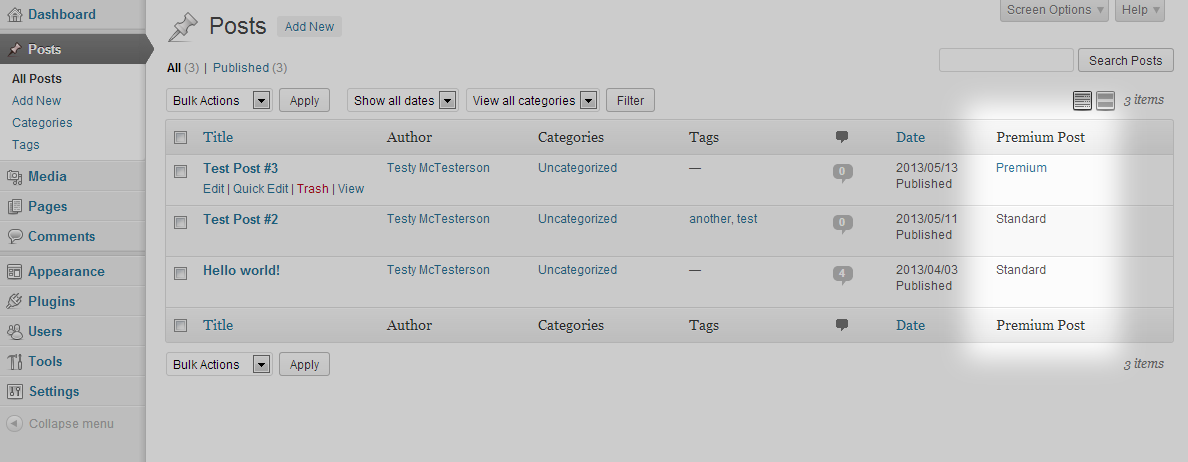 Dashboard
Posts
All Posts
Add New
Categories
Tags
Media
Pages
Comments
Appearance
Plugins
Users
Tools
Settings
Collapse menu
Screen Options Help
Posts Add New
All (3) | Published (3)
Search Posts
Bulk Actions Apply Show all dates View all categories Filter 3 items
Title Author Categories Tags Date Premium Post
Test Post #3 Testy McTesterson Uncategorized — 0 2013/05/13 Premium
Edit | Quick Edit | Trash | View Published
Test Post #2 Testy McTesterson Uncategorized another, test 0 2013/05/11 Standard
Published
Hello world! Testy McTesterson Uncategorized — 4 2013/04/03 Standard
Published
Title Author Categories Tags Date Premium Post
Bulk Actions Apply 3 items